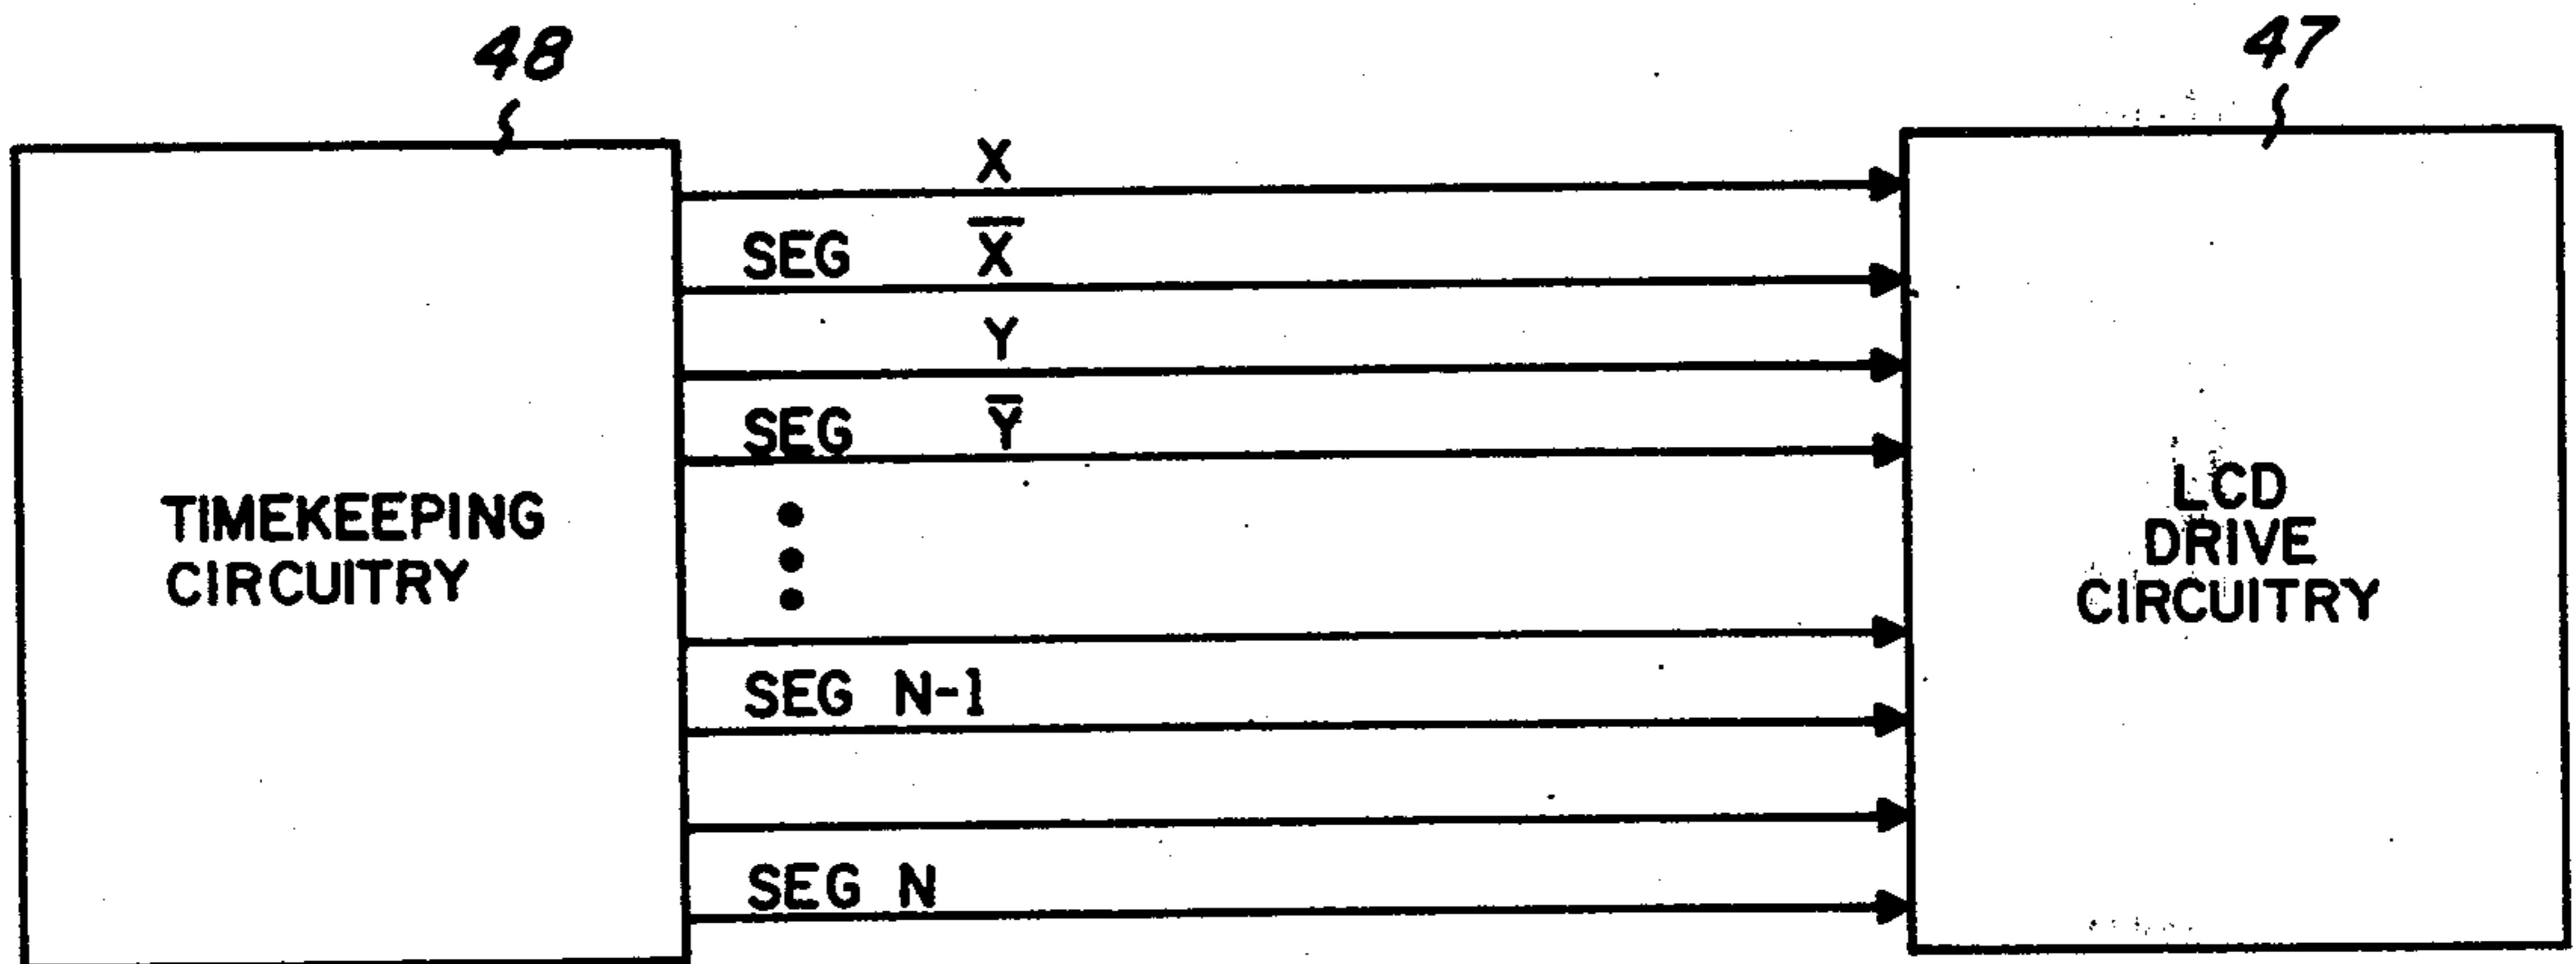 48
47
X
SEG X̅
Y
SEG Y̅
TIMEKEEPING
CIRCUITRY
LCD
DRIVE
CIRCUITRY
SEG N-1
SEG N